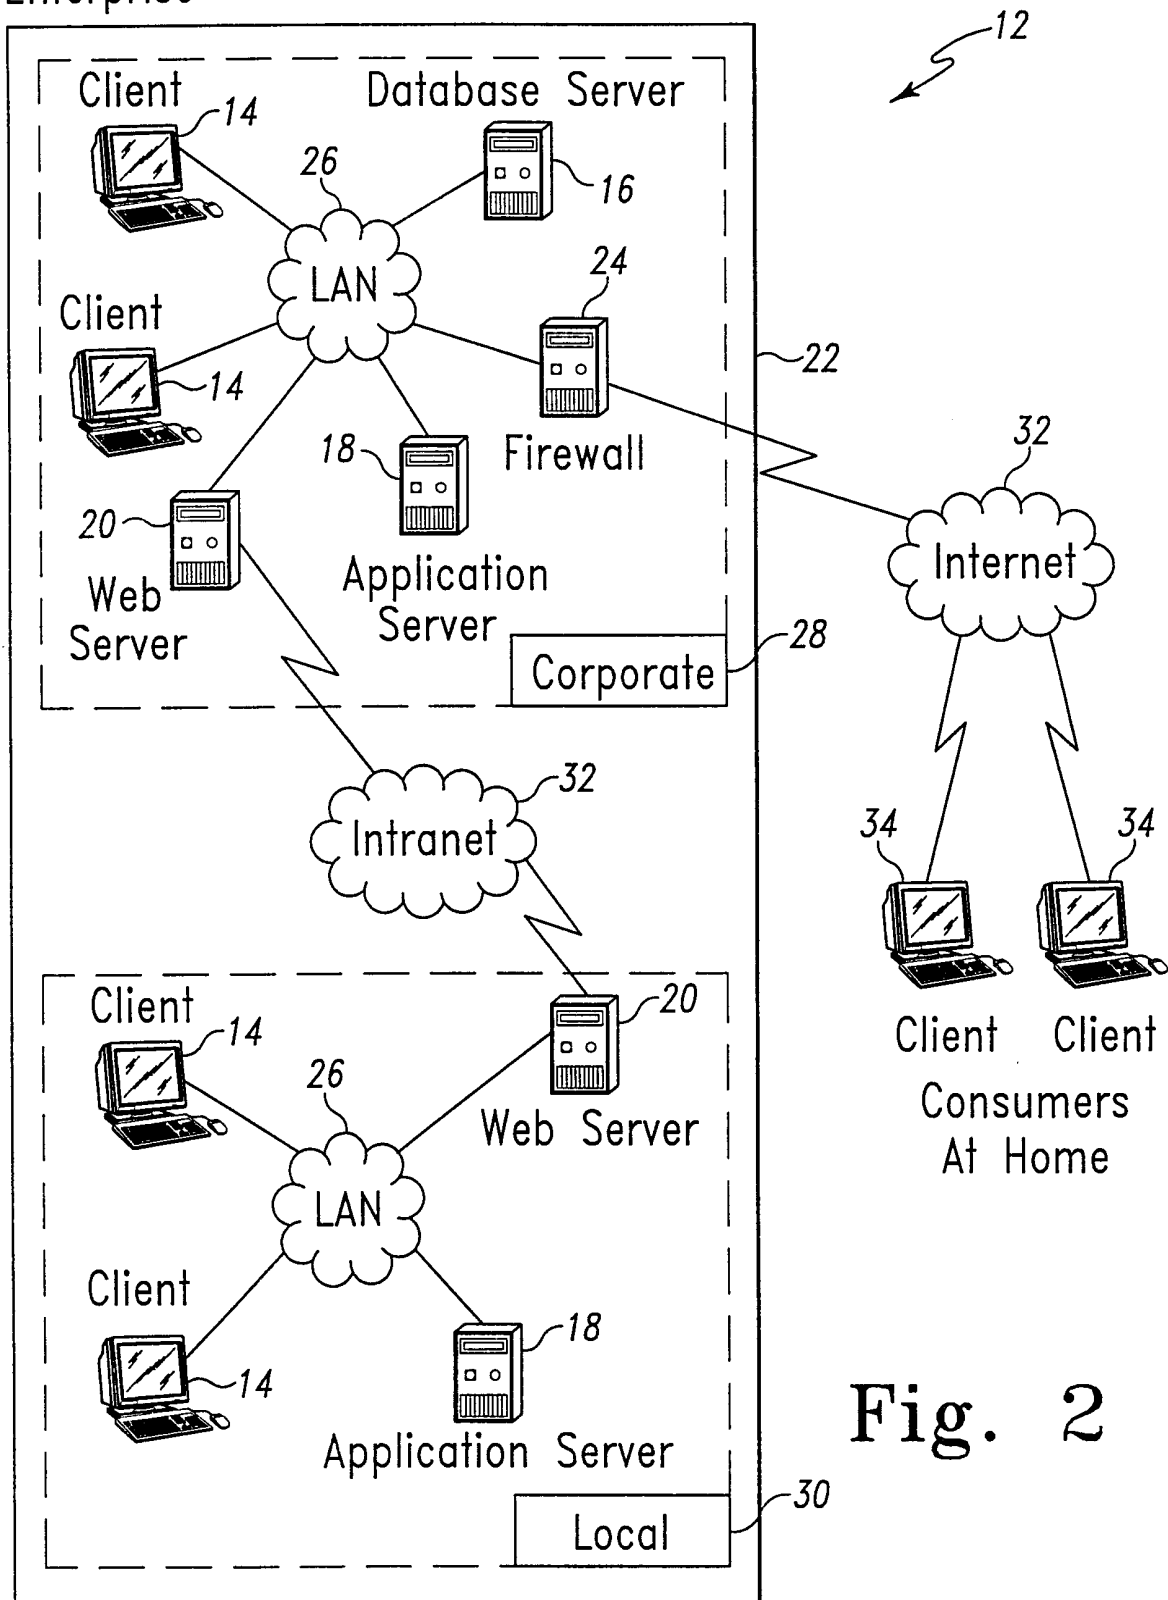 12
Client
Database Server
14
26
16
LAN
24
Client
22
14
18
Firewall
32
20
Internet
Web
Server
Application
Server
28
Corporate
32
Intranet
34
34
Client
20
14
Client
Client
26
Web Server
Consumers
At Home
LAN
Client
18
14
Application Server
Fig. 2
30
Local